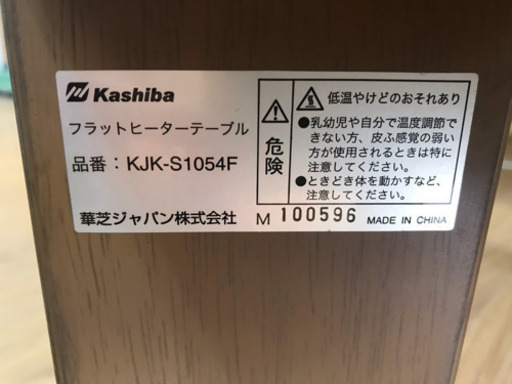 Kashiba
フラットヒーターテーブル
品番：KJK-S1054F
華芝ジャパン株式会社
M 100596 MADE IN CHINA
危険
低温やけどのおそれあり
●乳幼児や自分で温度調節で
きない方、皮ふ感覚の弱い
方が使用されるときは特に
注意してください。
●ときどき体を動かすなど、
注意してください。